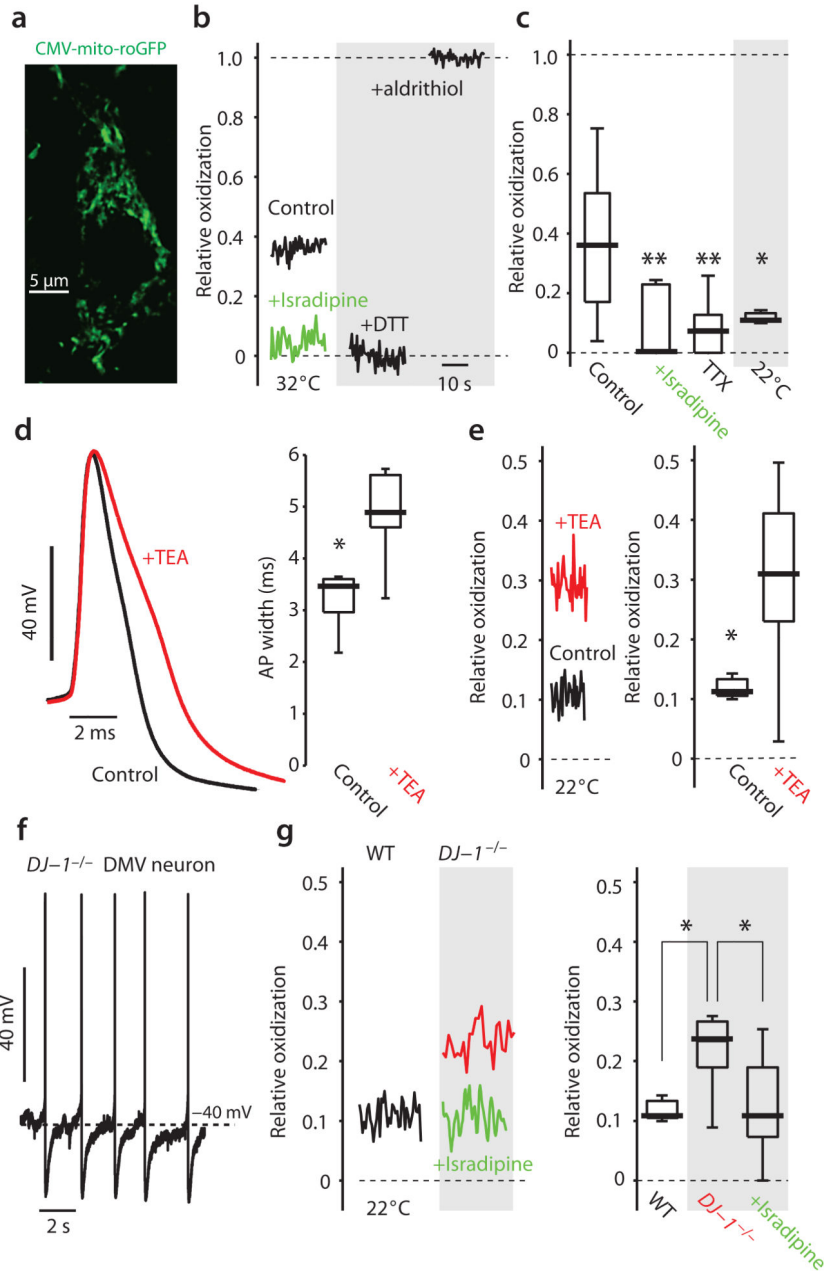 a
CMV-mito-roGFP
5 µm
b
Relative oxidization
1.0
0.8
0.6
0.4
0.2
0
+aldrithiol
Control
+Isradipine
+DTT
32°C
10 s
c
Relative oxidization
1.0
0.8
0.6
0.4
0.2
0
**
**
*
Control
+Isradipine
TTX
22°C
d
40 mV
+TEA
2 ms
Control
AP width (ms)
6
5
4
3
2
1
0
*
Control
+TEA
e
Relative oxidization
0.5
0.4
0.3
0.2
0.1
0
+TEA
Control
22°C
Relative oxidization
0.5
0.4
0.3
0.2
0.1
0
*
Control
+TEA
f
DJ–1⁻/⁻ DMV neuron
40 mV
–40 mV
2 s
g
WT
DJ–1⁻/⁻
Relative oxidization
0.5
0.4
0.3
0.2
0.1
0
+Isradipine
22°C
Relative oxidization
0.5
0.4
0.3
0.2
0.1
0
*
*
WT
DJ–1⁻/⁻
+Isradipine